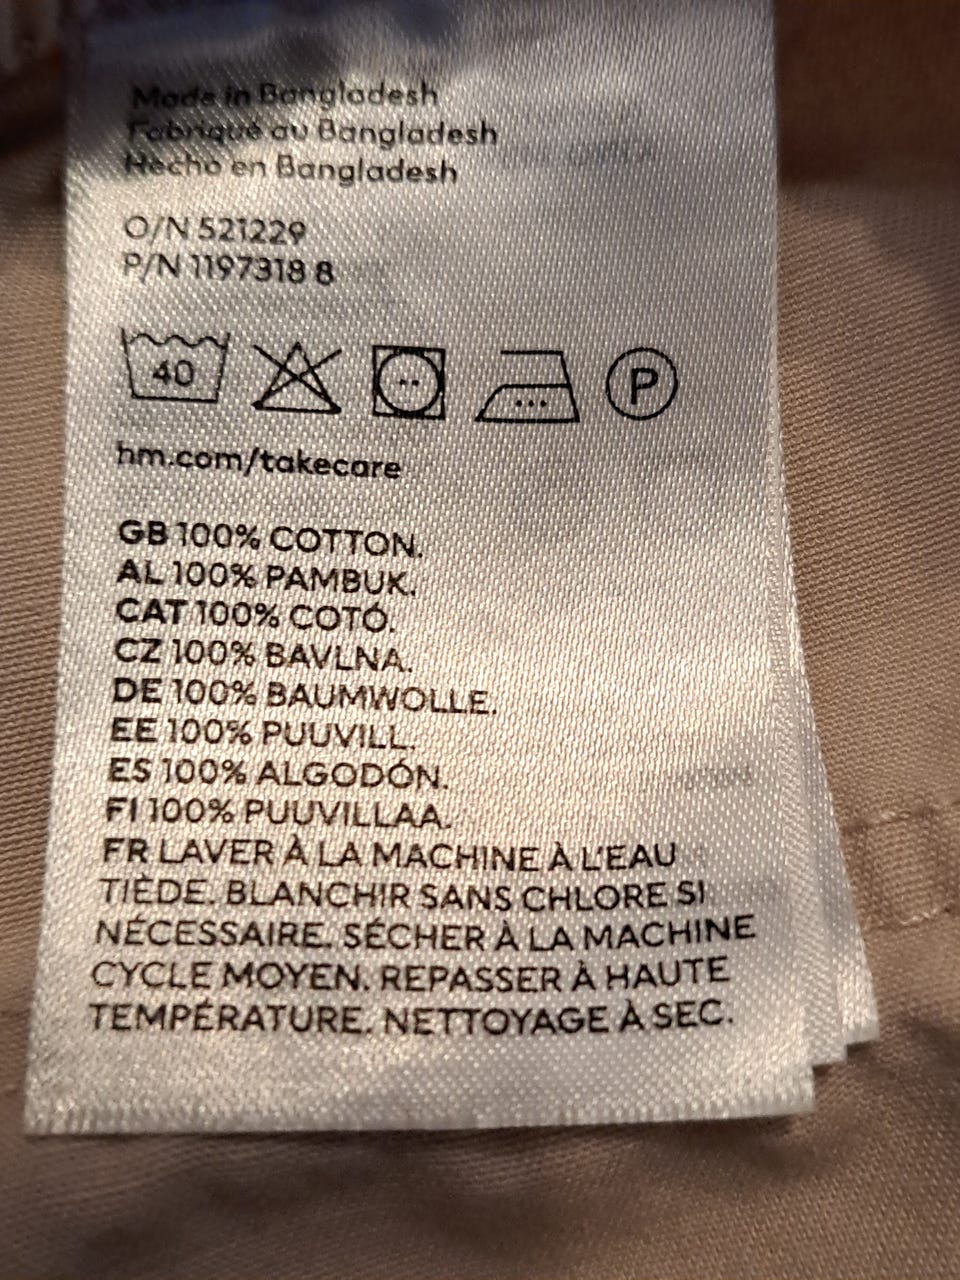 Made in Bangladesh
Fabriqué au Bangladesh
Hecho en Bangladesh
O/N 521229
P/N 1197318 8
40
P
hm.com/takecare
GB 100% COTTON.
AL 100% PAMBUK.
CAT 100% COTÓ.
CZ 100% BAVLNA.
DE 100% BAUMWOLLE.
EE 100% PUUVILL.
ES 100% ALGODÓN.
FI 100% PUUVILLAA.
FR LAVER À LA MACHINE À L'EAU
TIÈDE. BLANCHIR SANS CHLORE SI
NÉCESSAIRE. SÉCHER À LA MACHINE
CYCLE MOYEN. REPASSER À HAUTE
TEMPÉRATURE. NETTOYAGE À SEC.